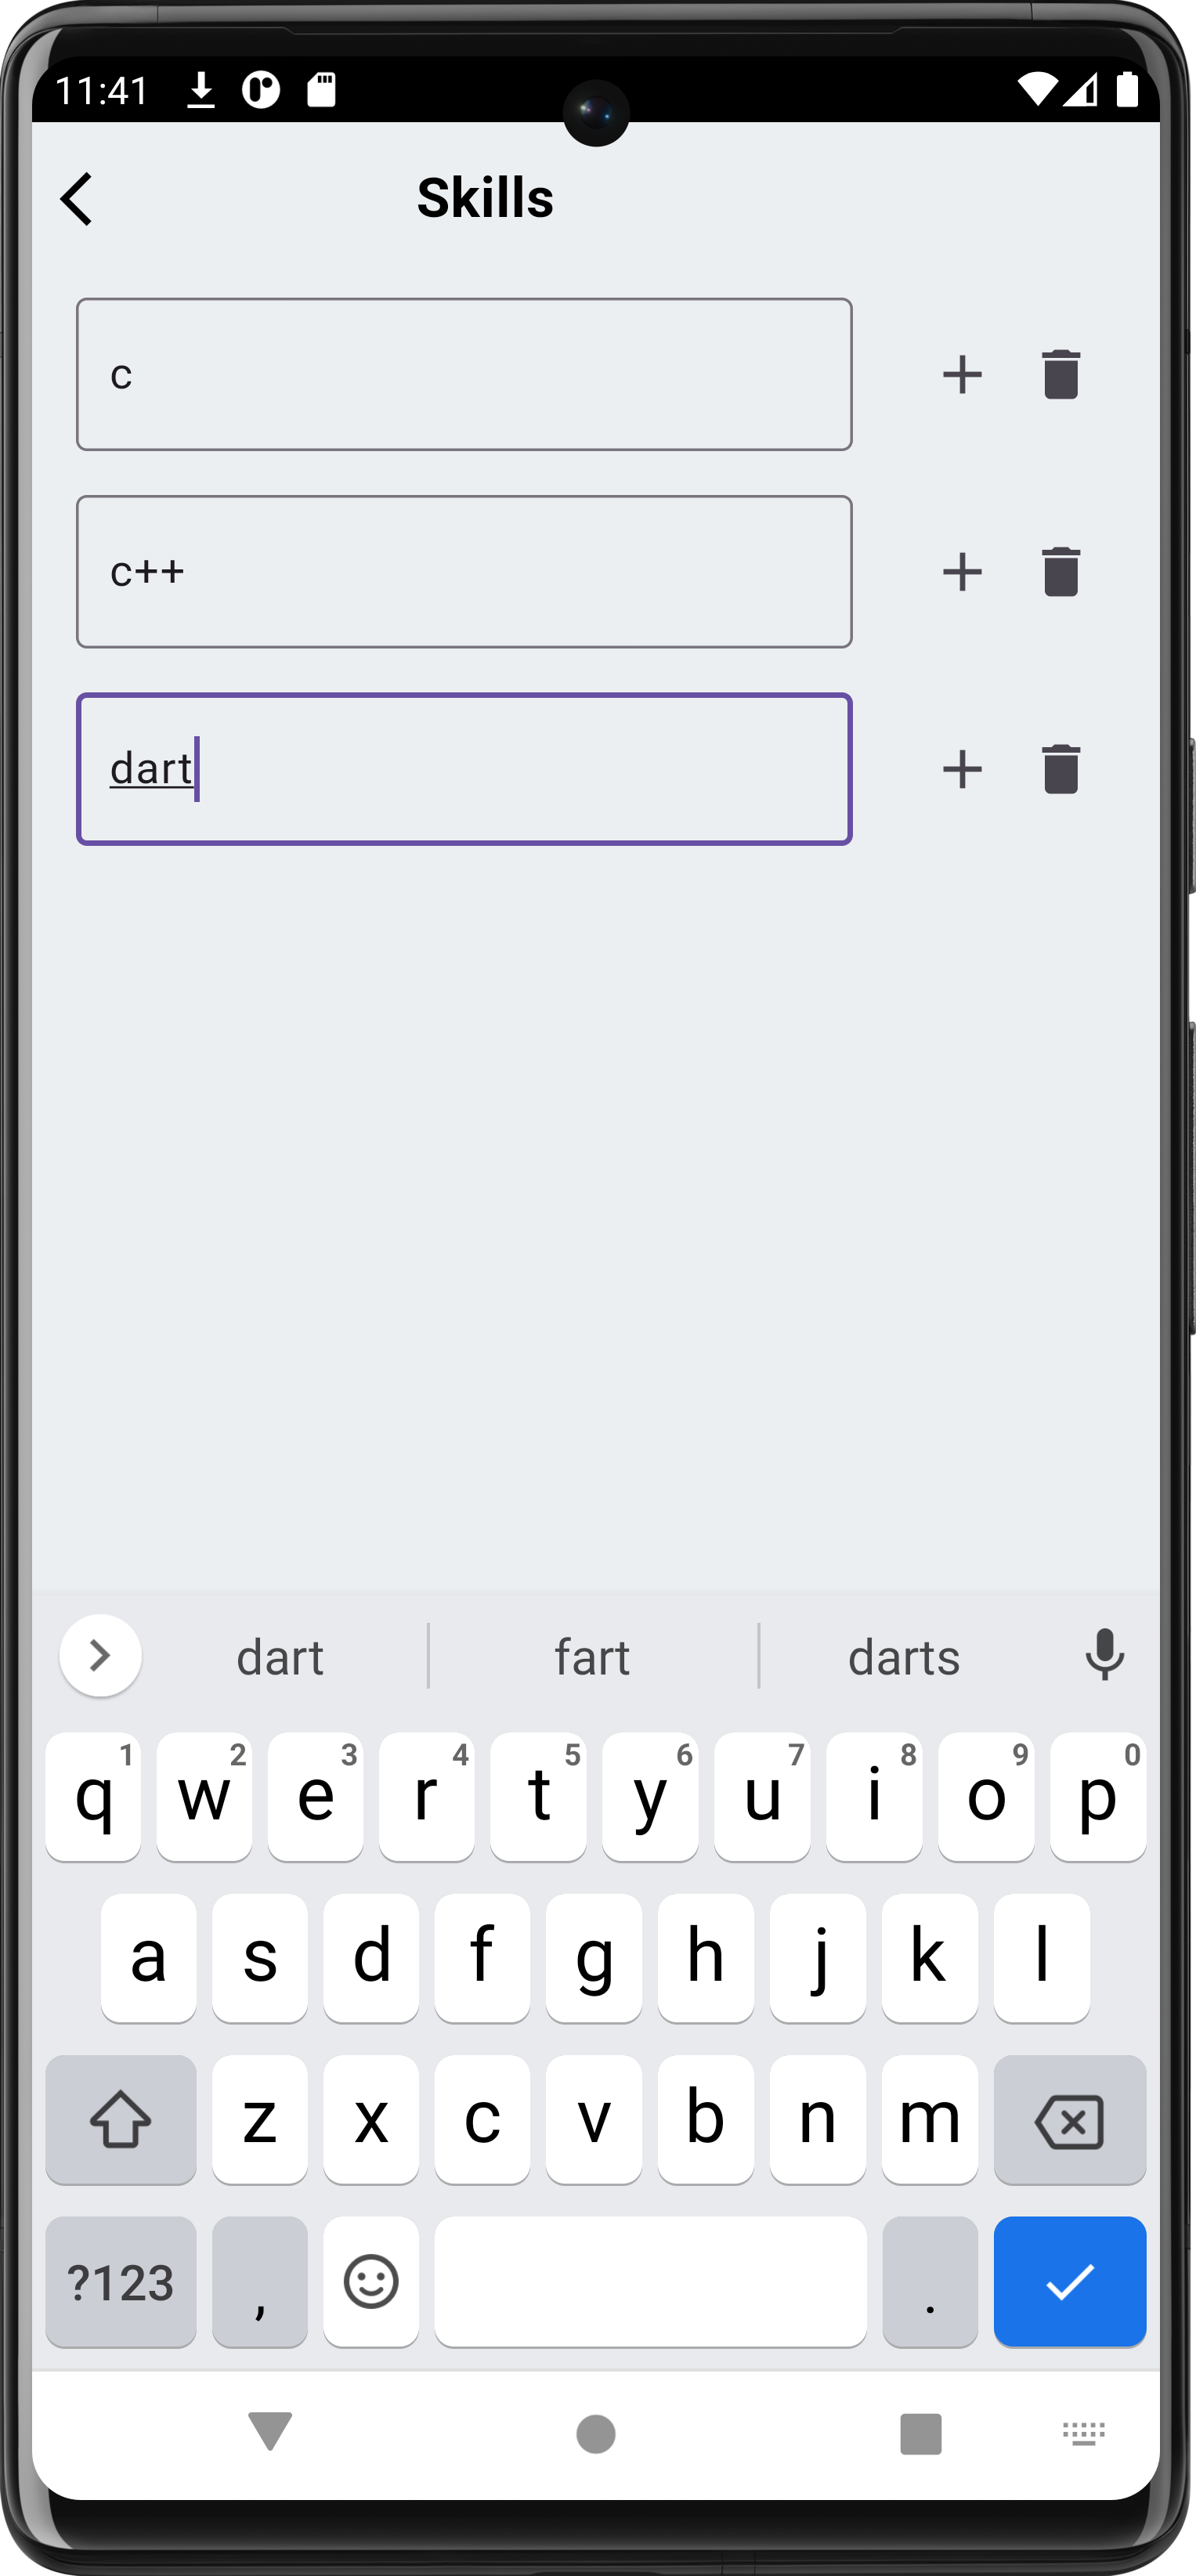 11:41
Skills
c
c++
dart
dart fart darts
q 1 w 2 e 3 r 4 t 5 y 6 u 7 i 8 o 9 p 0
a s d f g h j k l
z x c v b n m
?123 , .